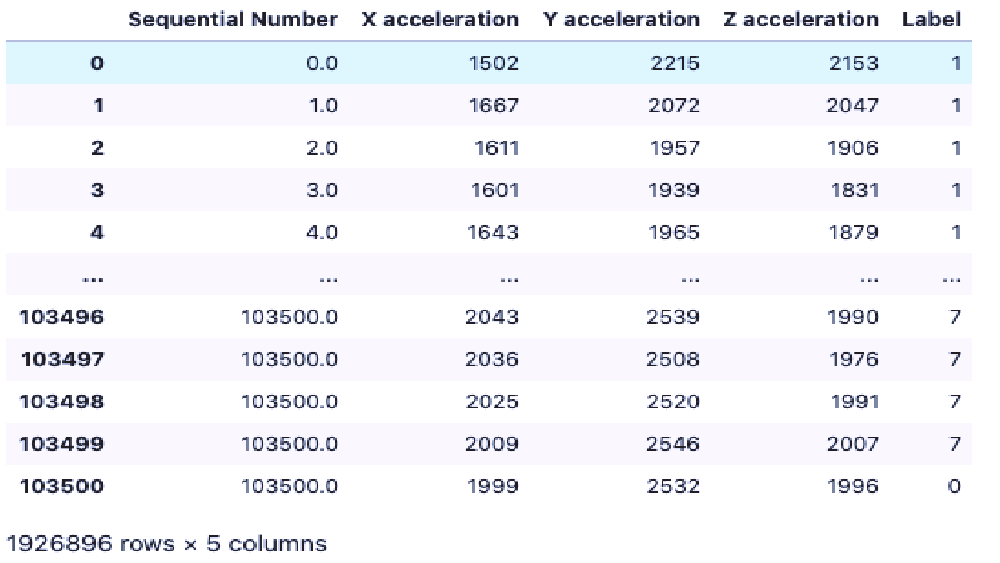 Sequential Number X acceleration Y acceleration Z acceleration Label
0 0.0 1502 2215 2153 1
1 1.0 1667 2072 2047 1
2 2.0 1611 1957 1906 1
3 3.0 1601 1939 1831 1
4 4.0 1643 1965 1879 1
... ... ... ... ... ...
103496 103500.0 2043 2539 1990 7
103497 103500.0 2036 2508 1976 7
103498 103500.0 2025 2520 1991 7
103499 103500.0 2009 2546 2007 7
103500 103500.0 1999 2532 1996 0
1926896 rows × 5 columns